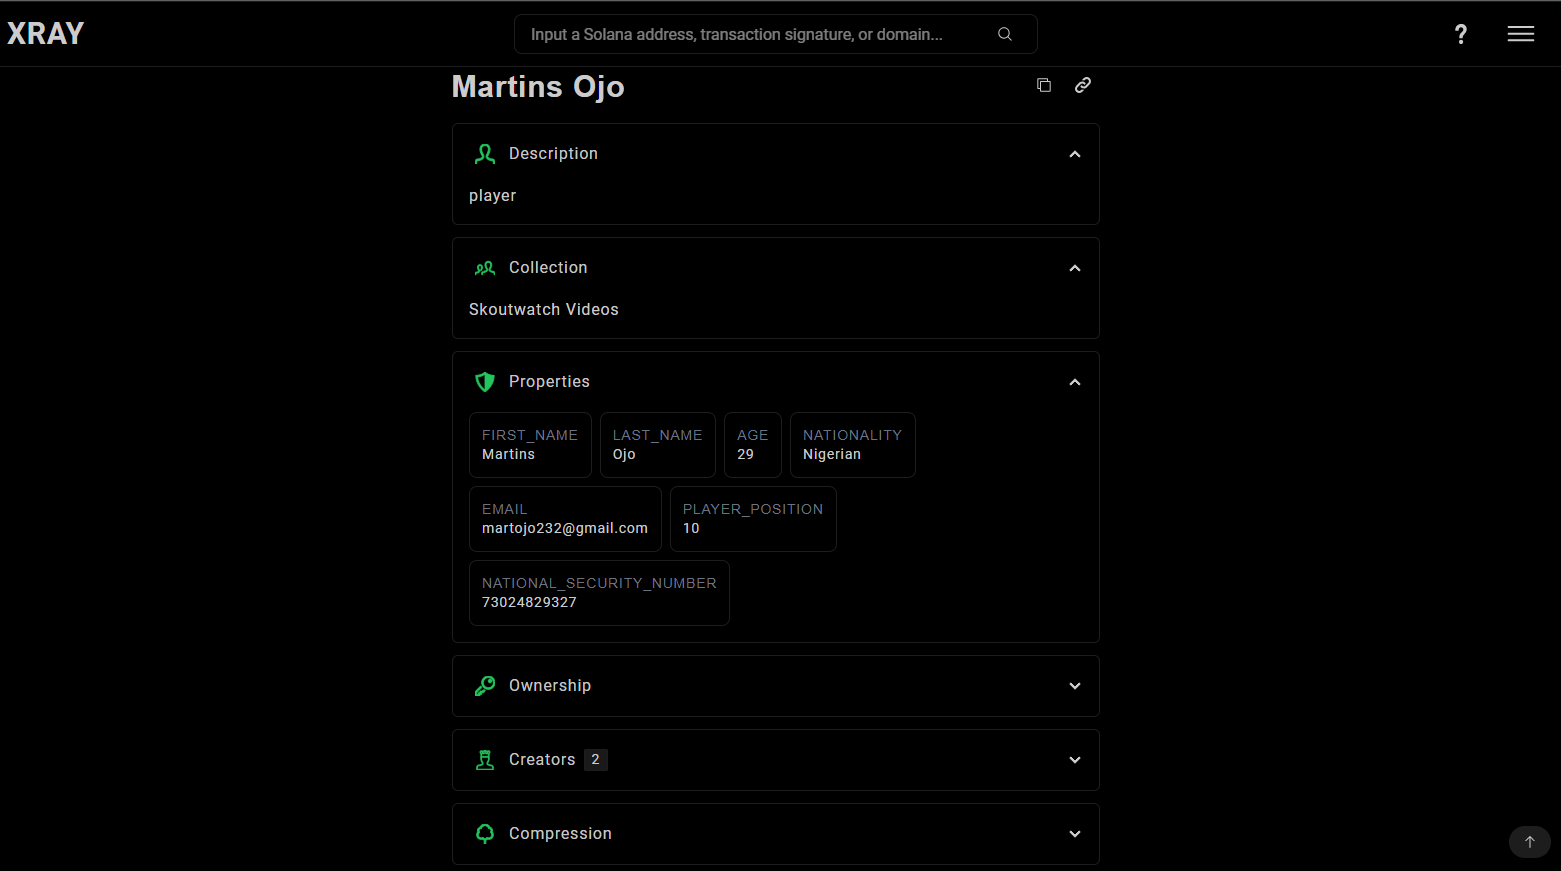 XRAY
Input a Solana address, transaction signature, or domain...
?
Martins Ojo
Description
player
Collection
Skoutwatch Videos
Properties
FIRST_NAME LAST_NAME AGE NATIONALITY
Martins Ojo 29 Nigerian
EMAIL PLAYER_POSITION
martojo232@gmail.com 10
NATIONAL_SECURITY_NUMBER
73024829327
Ownership
Creators 2
Compression